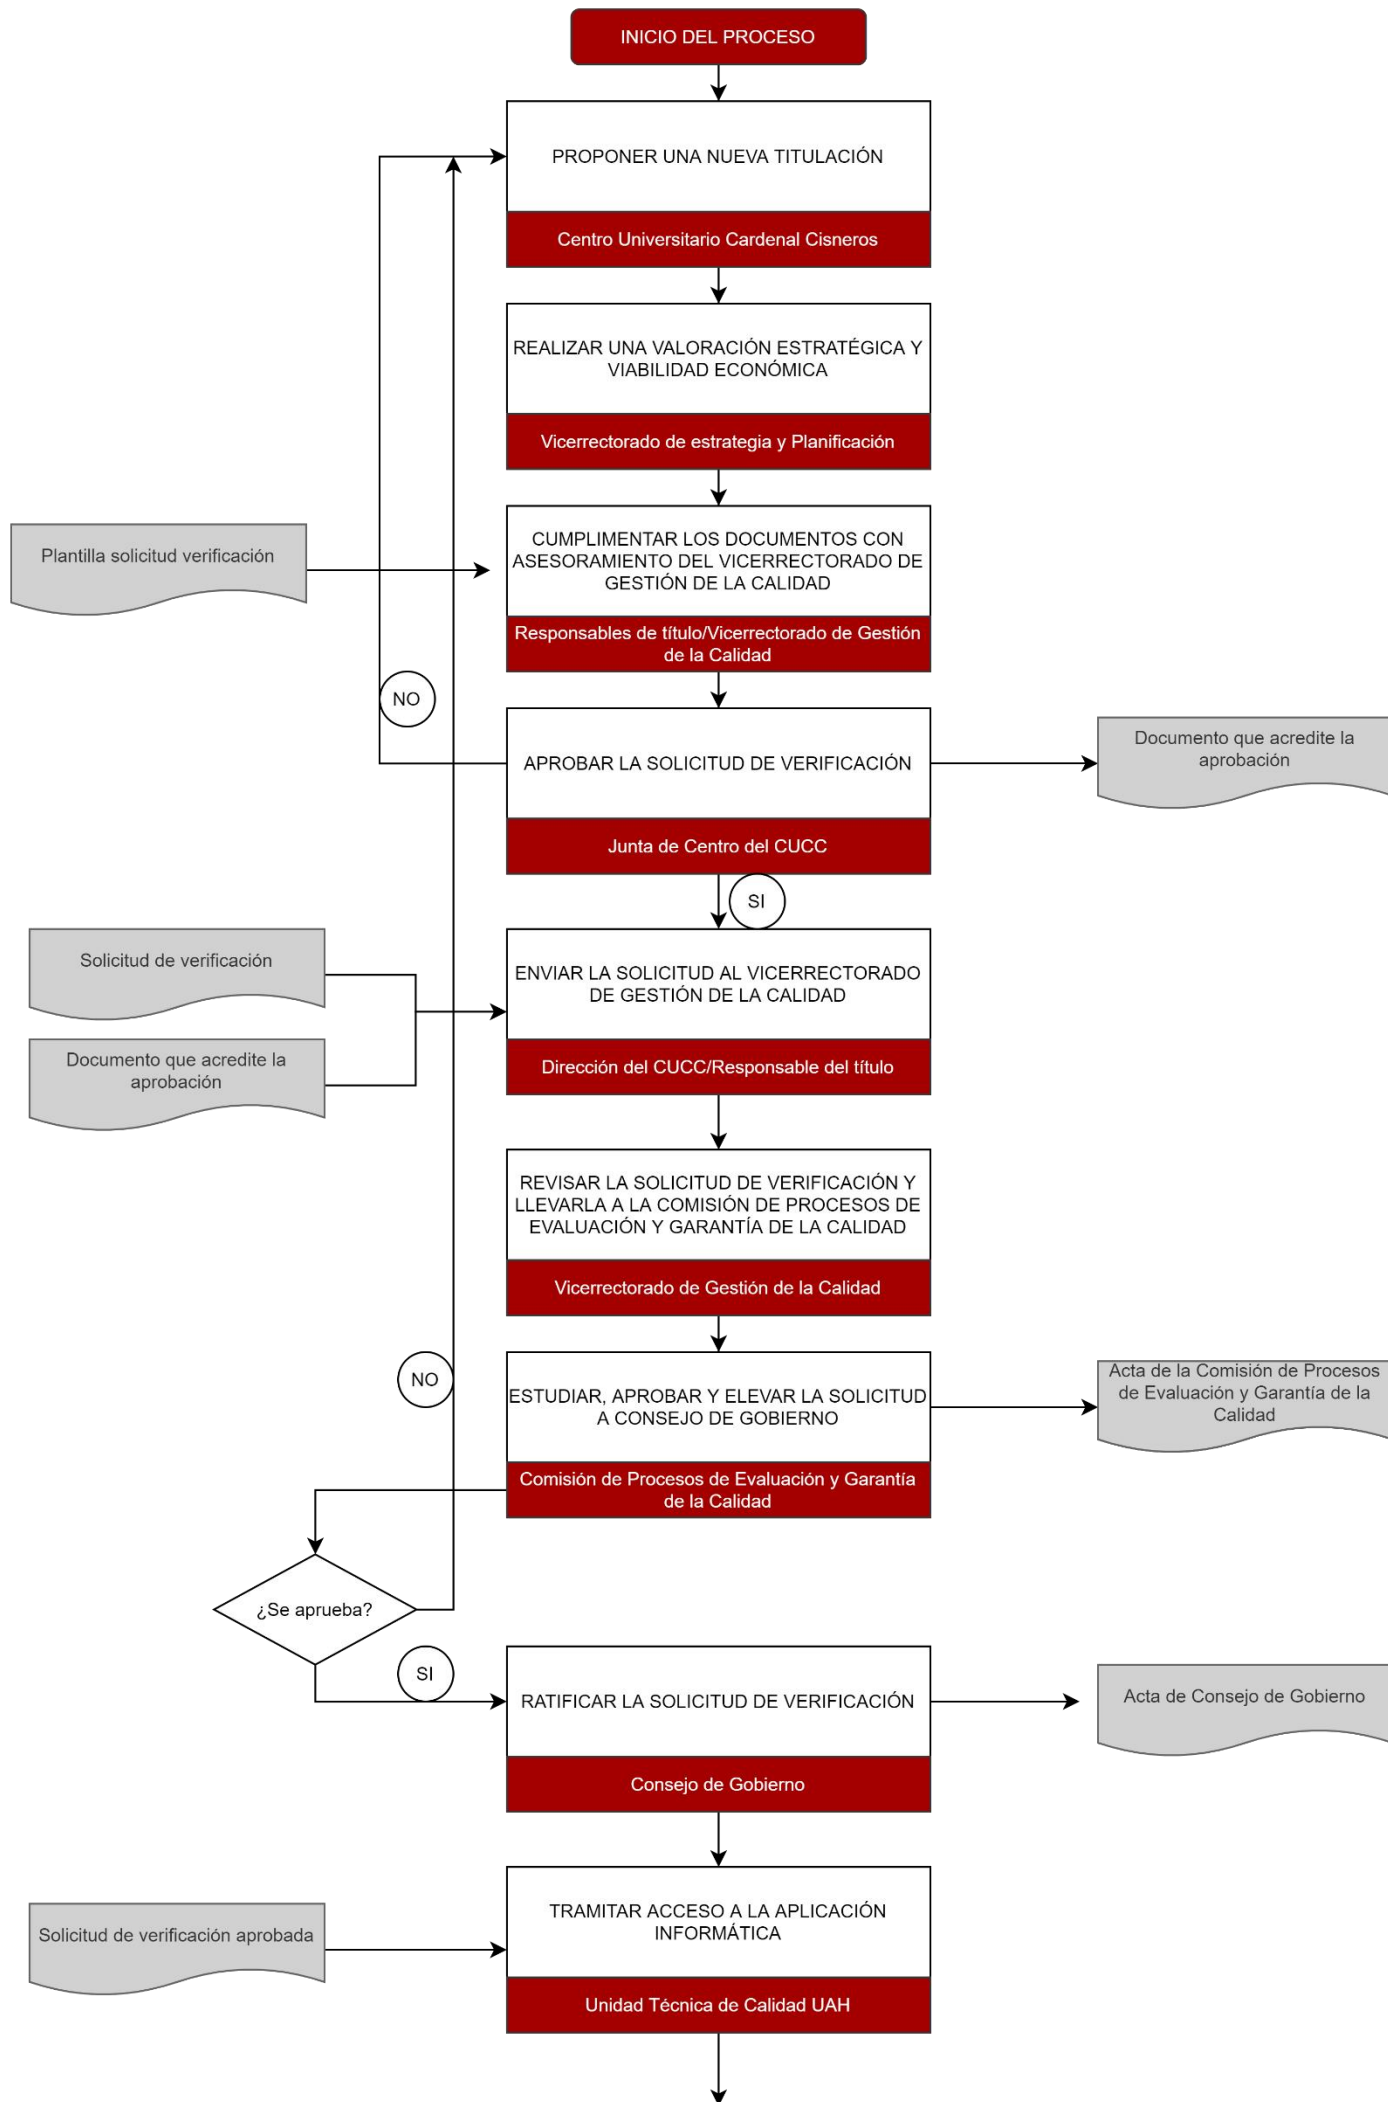 INICIO DEL PROCESO
PROPONER UNA NUEVA TITULACIÓN
Centro Universitario Cardenal Cisneros
REALIZAR UNA VALORACIÓN ESTRATÉGICA Y
VIABILIDAD ECONÓMICA
Vicerrectorado de estrategia y Planificación
Plantilla solicitud verificación
CUMPLIMENTAR LOS DOCUMENTOS CON
ASESORAMIENTO DEL VICERRECTORADO DE
GESTIÓN DE LA CALIDAD
Responsables de título/Vicerrectorado de Gestión
de la Calidad
NO
APROBAR LA SOLICITUD DE VERIFICACIÓN
Junta de Centro del CUCC
Documento que acredite la
aprobación
SI
Solicitud de verificación
Documento que acredite la
aprobación
ENVIAR LA SOLICITUD AL VICERRECTORADO
DE GESTIÓN DE LA CALIDAD
Dirección del CUCC/Responsable del título
REVISAR LA SOLICITUD DE VERIFICACIÓN Y
LLEVARLA A LA COMISIÓN DE PROCESOS DE
EVALUACIÓN Y GARANTÍA DE LA CALIDAD
Vicerrectorado de Gestión de la Calidad
NO
ESTUDIAR, APROBAR Y ELEVAR LA SOLICITUD
A CONSEJO DE GOBIERNO
Comisión de Procesos de Evaluación y Garantía
de la Calidad
Acta de la Comisión de Procesos
de Evaluación y Garantía de la
Calidad
¿Se aprueba?
SI
RATIFICAR LA SOLICITUD DE VERIFICACIÓN
Consejo de Gobierno
Acta de Consejo de Gobierno
Solicitud de verificación aprobada
TRAMITAR ACCESO A LA APLICACIÓN
INFORMÁTICA
Unidad Técnica de Calidad UAH